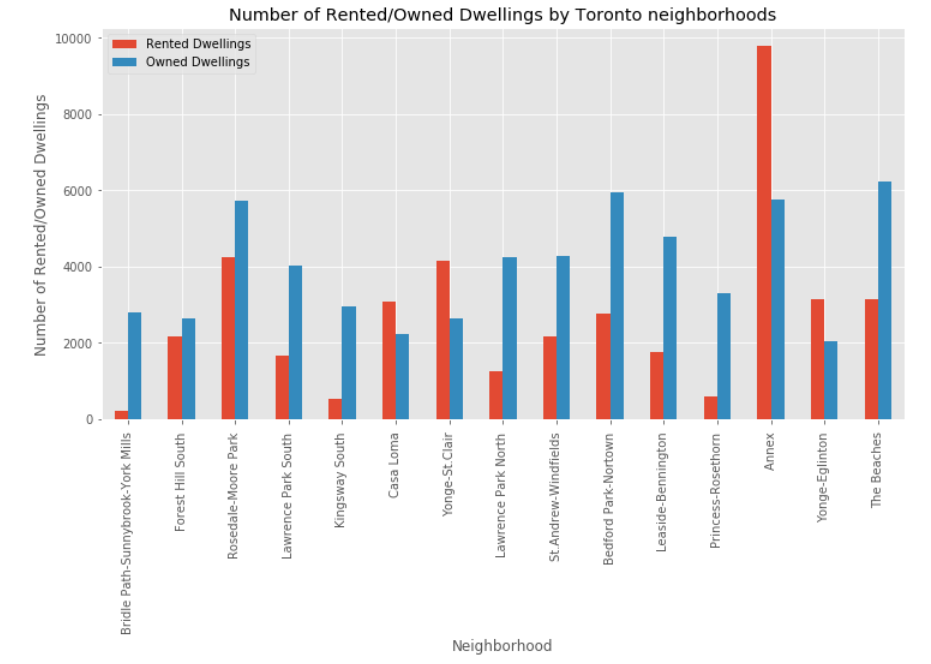 Number of Rented/Owned Dwellings by Toronto neighborhoods
Rented Dwellings
Owned Dwellings
Number of Rented/Owned Dwellings
10000
8000
6000
4000
2000
0
Bridle Path-Sunnybrook-York Mills
Forest Hill South
Rosedale-Moore Park
Lawrence Park South
Kingsway South
Casa Loma
Yonge-St.Clair
Lawrence Park North
St.Andrew-Windfields
Bedford Park-Nortown
Leaside-Bennington
Princess-Rosethorn
Annex
Yonge-Eglinton
The Beaches
Neighborhood